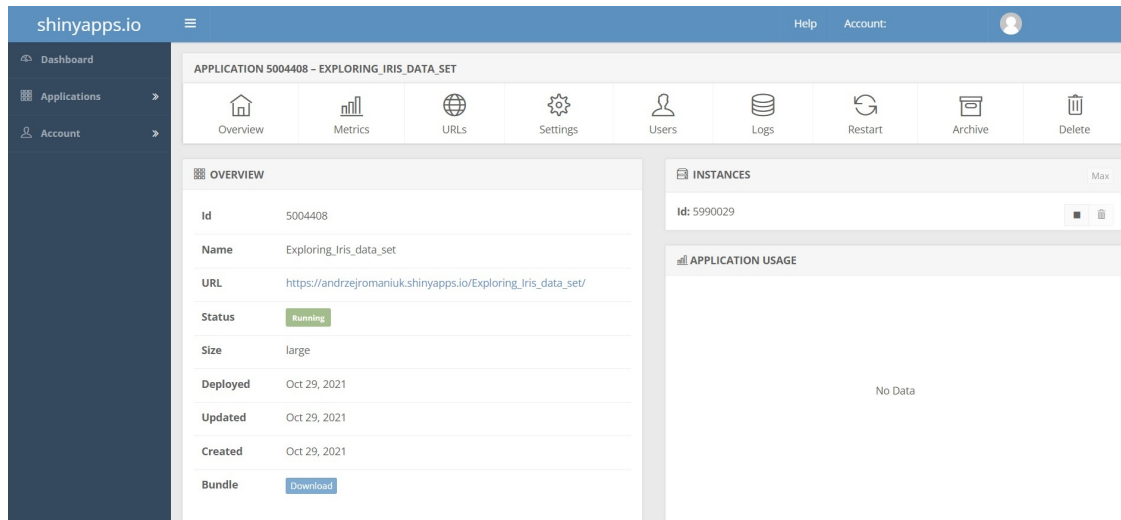 shinyapps.io
Help Account:
Dashboard
Applications
Account
APPLICATION 5004408 – EXPLORING_IRIS_DATA_SET
Overview Metrics URLs Settings Users Logs Restart Archive Delete
OVERVIEW
Id 5004408
Name Exploring_Iris_data_set
URL https://andrzejromaniuk.shinyapps.io/Exploring_Iris_data_set/
Status Running
Size large
Deployed Oct 29, 2021
Updated Oct 29, 2021
Created Oct 29, 2021
Bundle Download
INSTANCES Max
Id: 5990029
APPLICATION USAGE
No Data